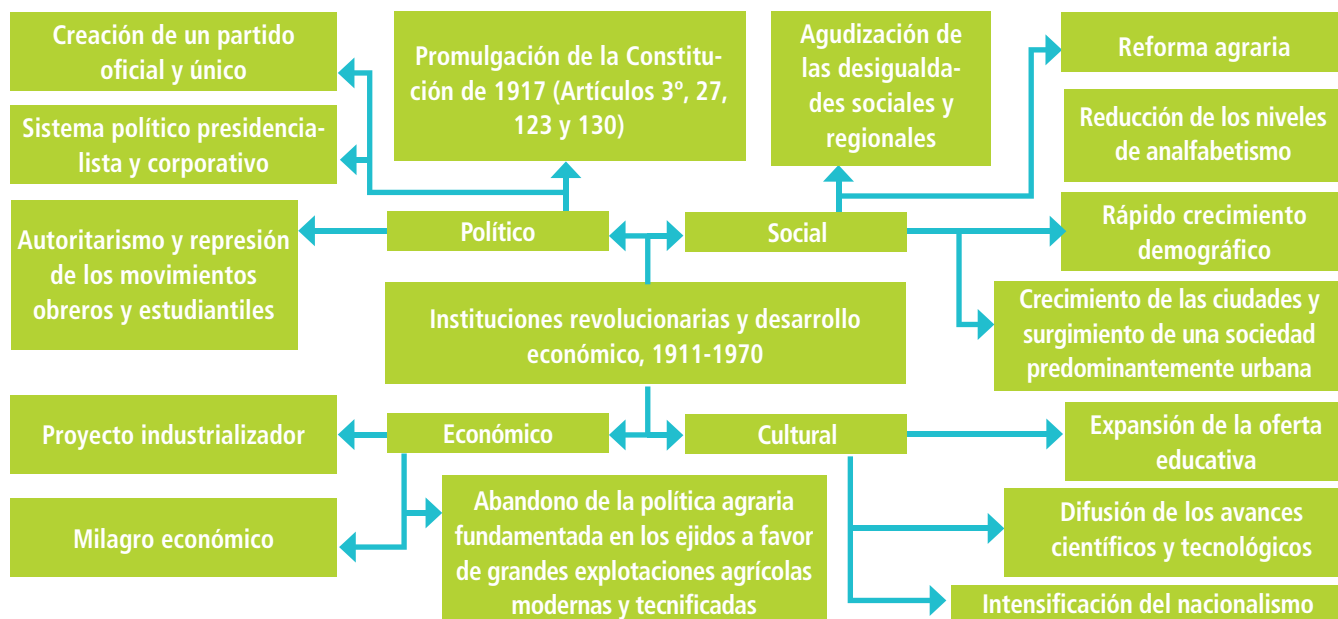 Creación de un partido
oficial y único
Sistema político presidencia-
lista y corporativo
Autoritarismo y represión
de los movimientos
obreros y estudiantiles
Promulgación de la Constitu-
ción de 1917 (Artículos 3º, 27,
123 y 130)
Político
Agudización de
las desigualda-
des sociales y
regionales
Social
Reforma agraria
Reducción de los niveles
de analfabetismo
Rápido crecimiento
demográfico
Crecimiento de las ciudades y
surgimiento de una sociedad
predominantemente urbana
Instituciones revolucionarias y desarrollo
económico, 1911-1970
Proyecto industrializador
Económico
Milagro económico
Abandono de la política agraria
fundamentada en los ejidos a favor
de grandes explotaciones agrícolas
modernas y tecnificadas
Cultural
Expansión de la oferta
educativa
Difusión de los avances
científicos y tecnológicos
Intensificación del nacionalismo